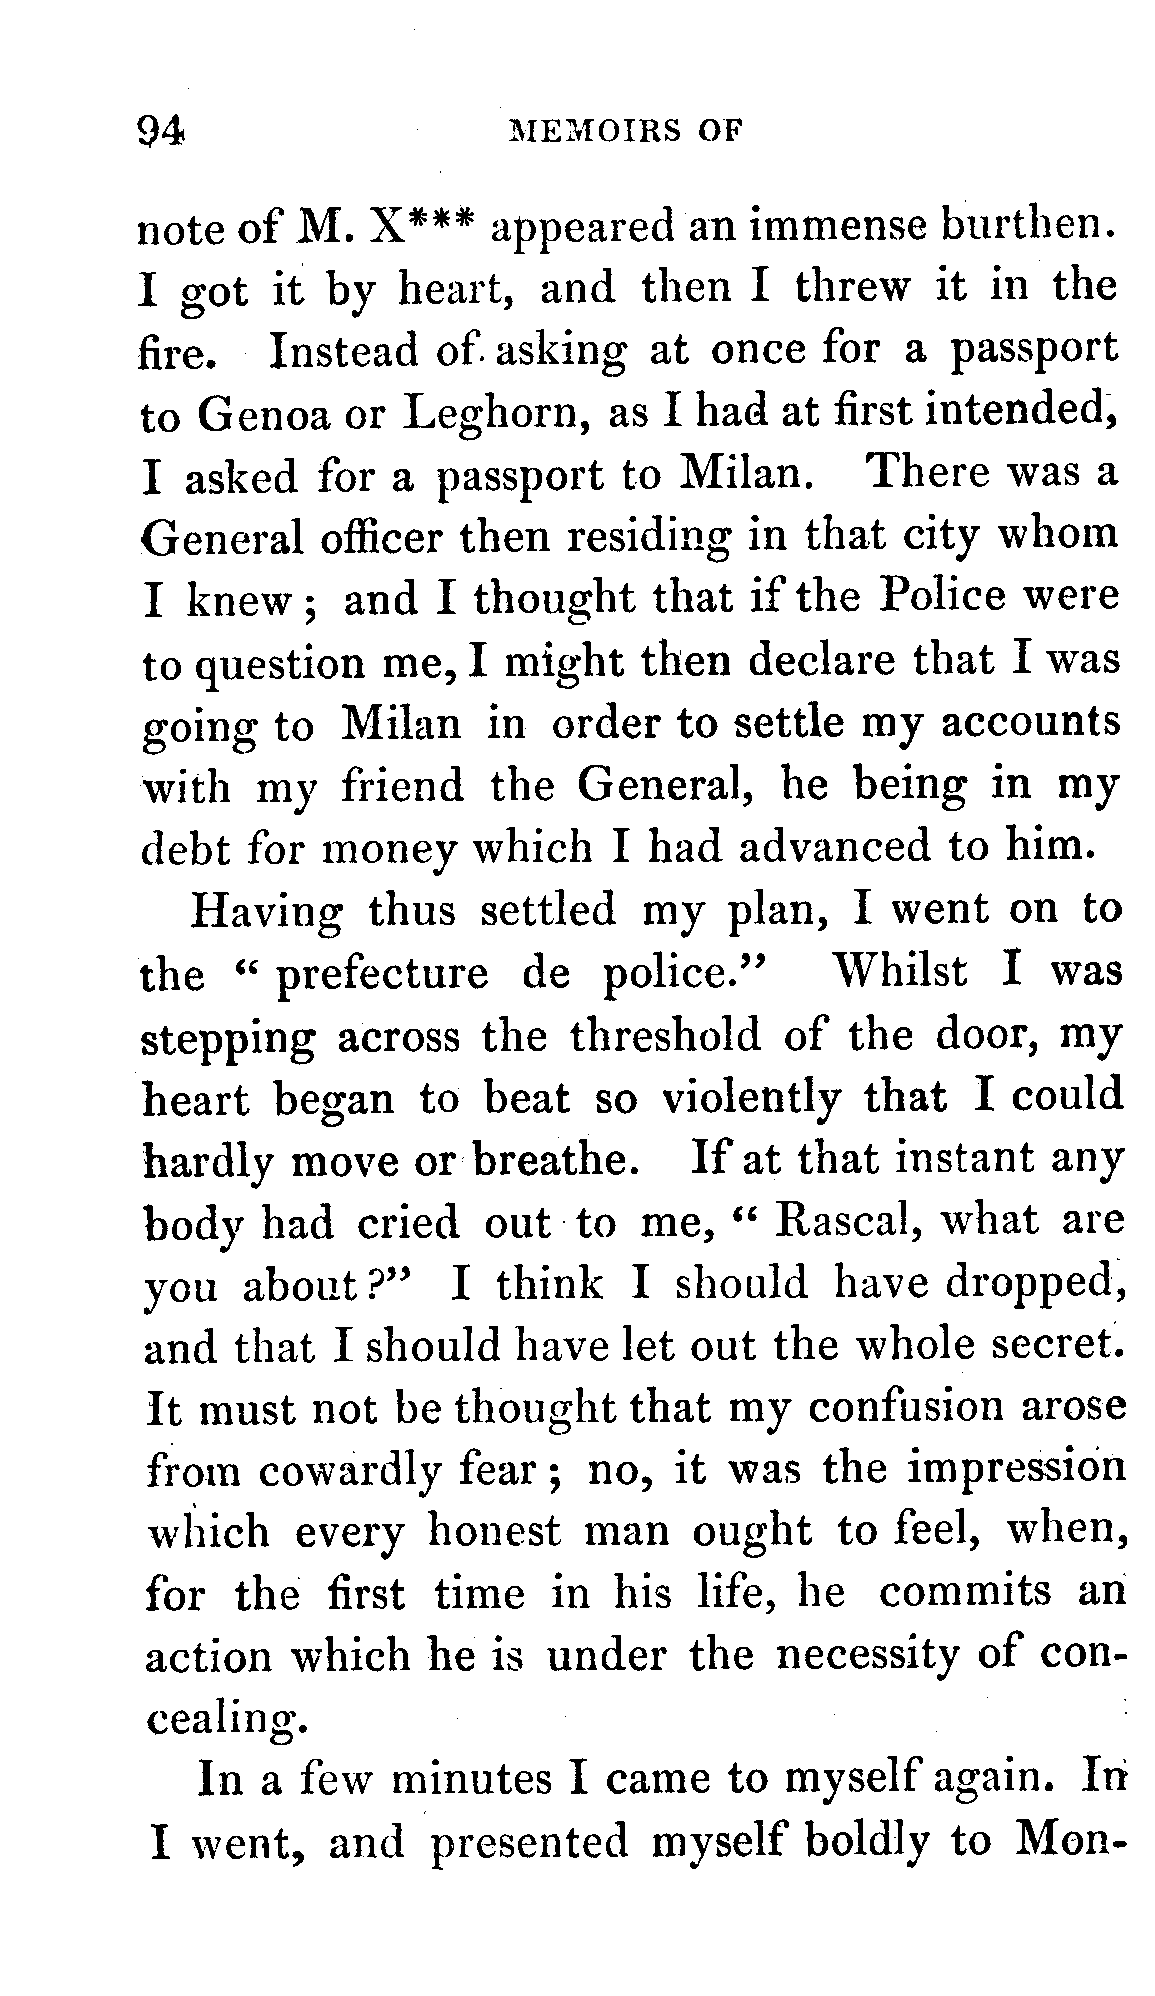 94 MEMOIRS OF
note of M. X*** appeared an immense burthen.
I got it by heart, and then I threw it in the
fire. Instead of asking at once for a passport
to Genoa or Leghorn, as I had at first intended,
I asked for a passport to Milan. There was a
General officer then residing in that city whom
I knew; and I thought that if the Police were
to question me, I might then declare that I was
going to Milan in order to settle my accounts
with my friend the General, he being in my
debt for money which I had advanced to him.
Having thus settled my plan, I went on to
the " prefecture de police." Whilst I was
stepping across the threshold of the door, my
heart began to beat so violently that I could
hardly move or breathe. If at that instant any
body had cried out to me, " Rascal, what are
you about?" I think I should have dropped,
and that I should have let out the whole secret.
It must not be thought that my confusion arose
from cowardly fear; no, it was the impression
which every honest man ought to feel, when,
for the first time in his life, he commits an
action which he is under the necessity of con-
cealing.
In a few minutes I came to myself again. In
I went, and presented myself boldly to Mon-